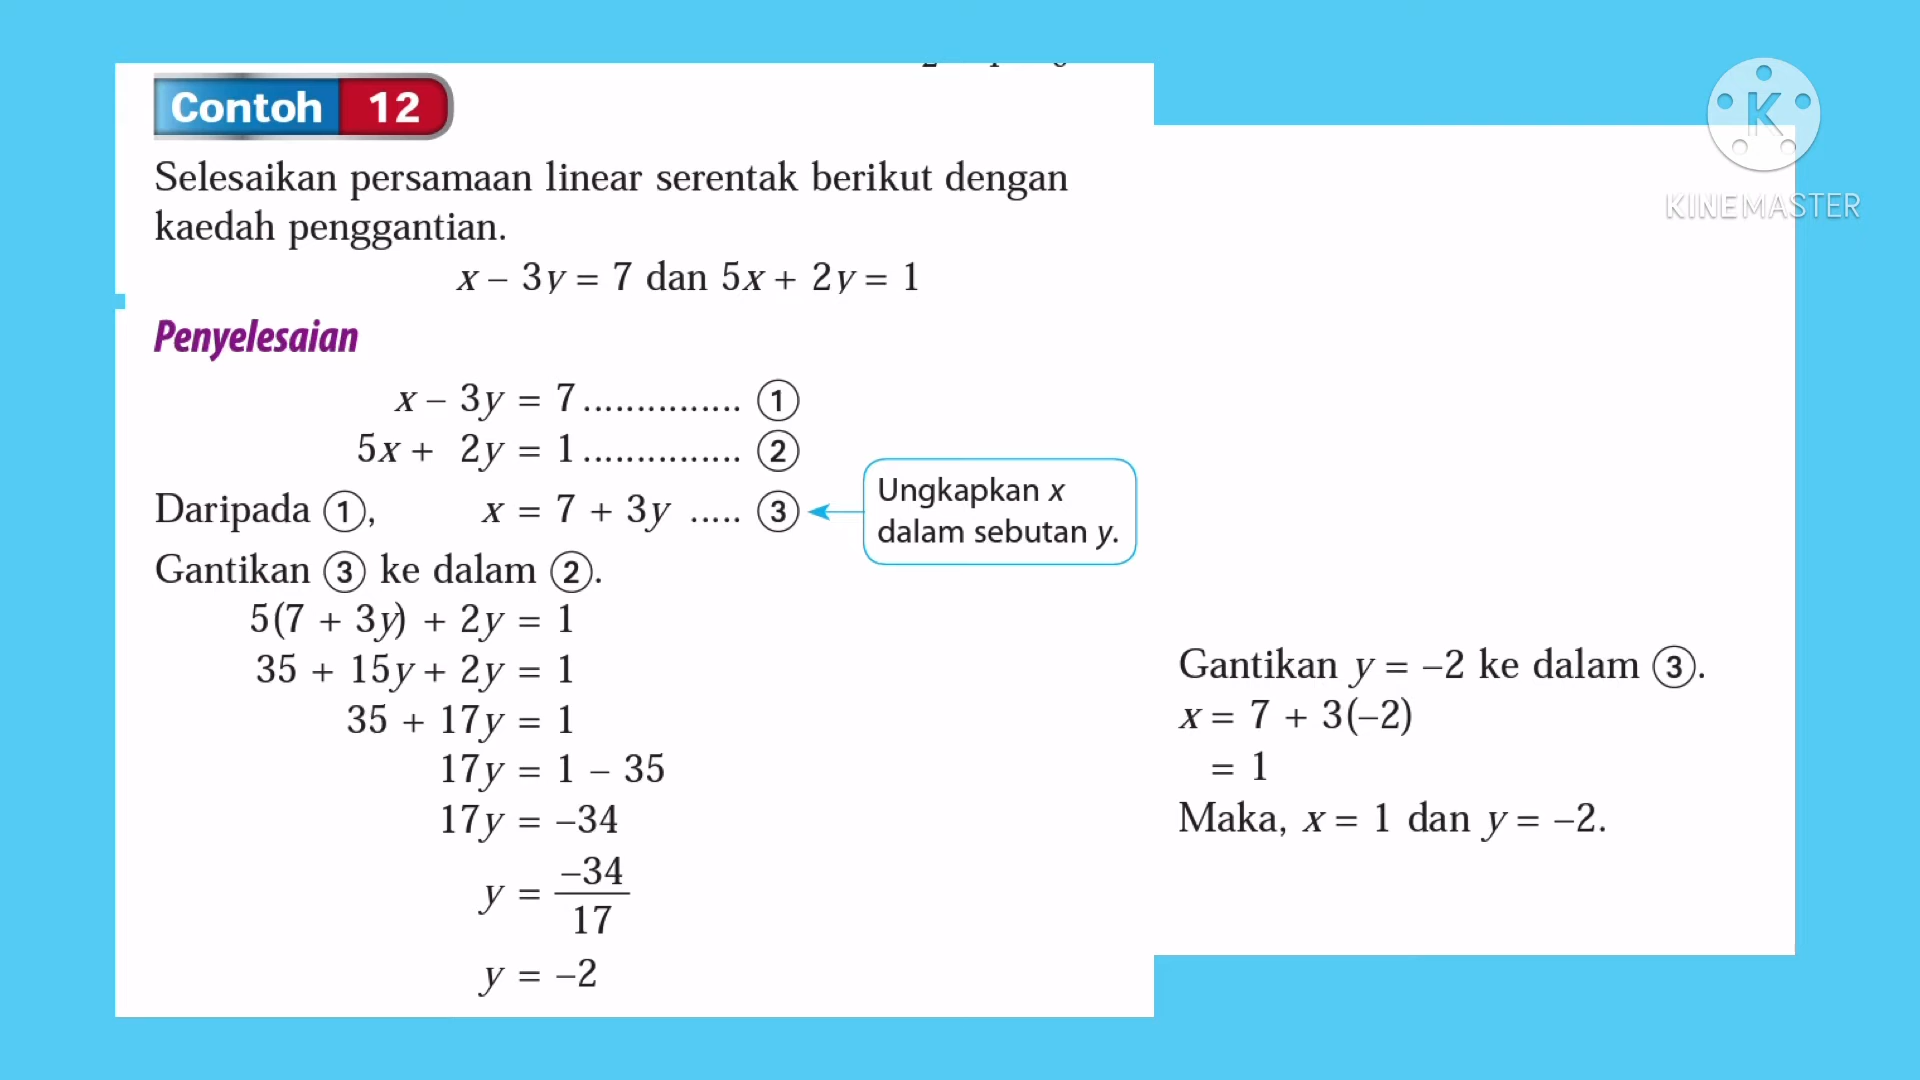 Contoh 12
Selesaikan persamaan linear serentak berikut dengan
kaedah penggantian.
x – 3y = 7 dan 5x + 2y = 1
Penyelesaian
x – 3y = 7 ............... ①
5x + 2y = 1 ............... ②
Daripada ①, x = 7 + 3y ..... ③
Ungkapkan x
dalam sebutan y.
Gantikan ③ ke dalam ②.
5(7 + 3y) + 2y = 1
35 + 15y + 2y = 1
35 + 17y = 1
17y = 1 – 35
17y = –34
y = –34/17
y = –2
Gantikan y = –2 ke dalam ③.
x = 7 + 3(–2)
= 1
Maka, x = 1 dan y = –2.
K
KINEMASTER